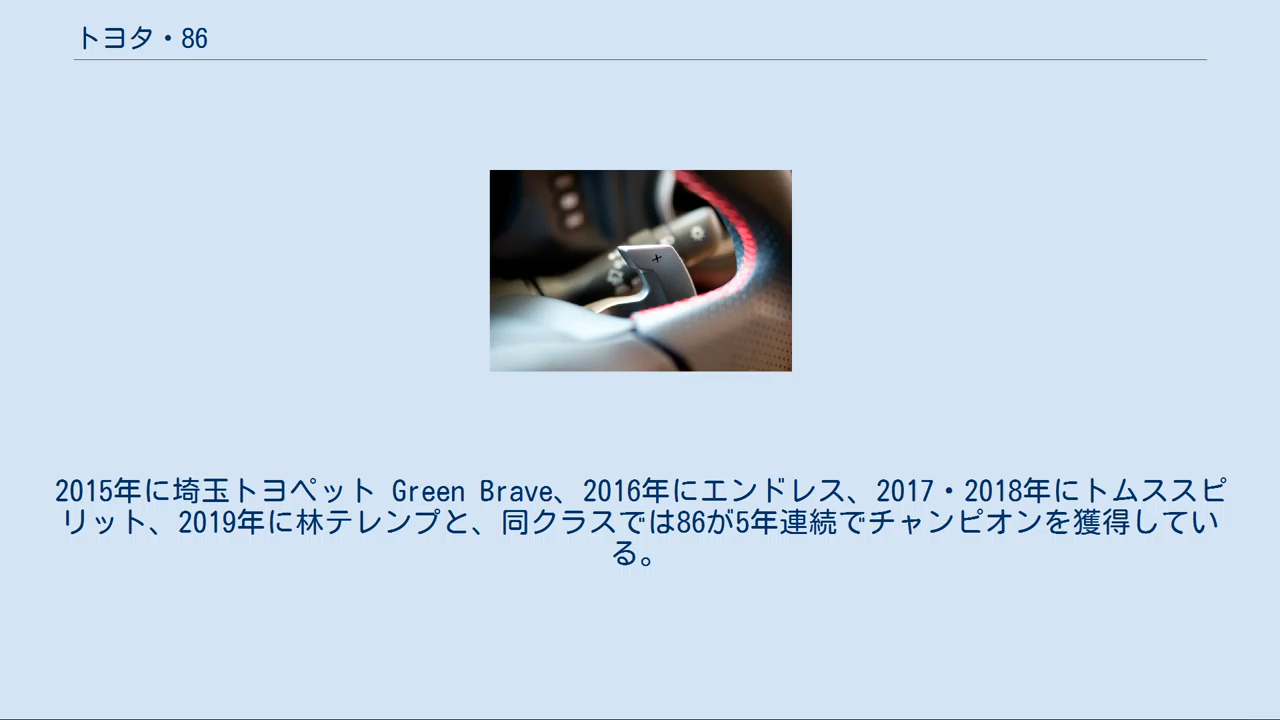 トヨタ・86
+
2015年に埼玉トヨペット Green Brave、2016年にエンドレス、2017・2018年にトムススピ
リット、2019年に林テレンプと、同クラスでは86が5年連続でチャンピオンを獲得してい
る。